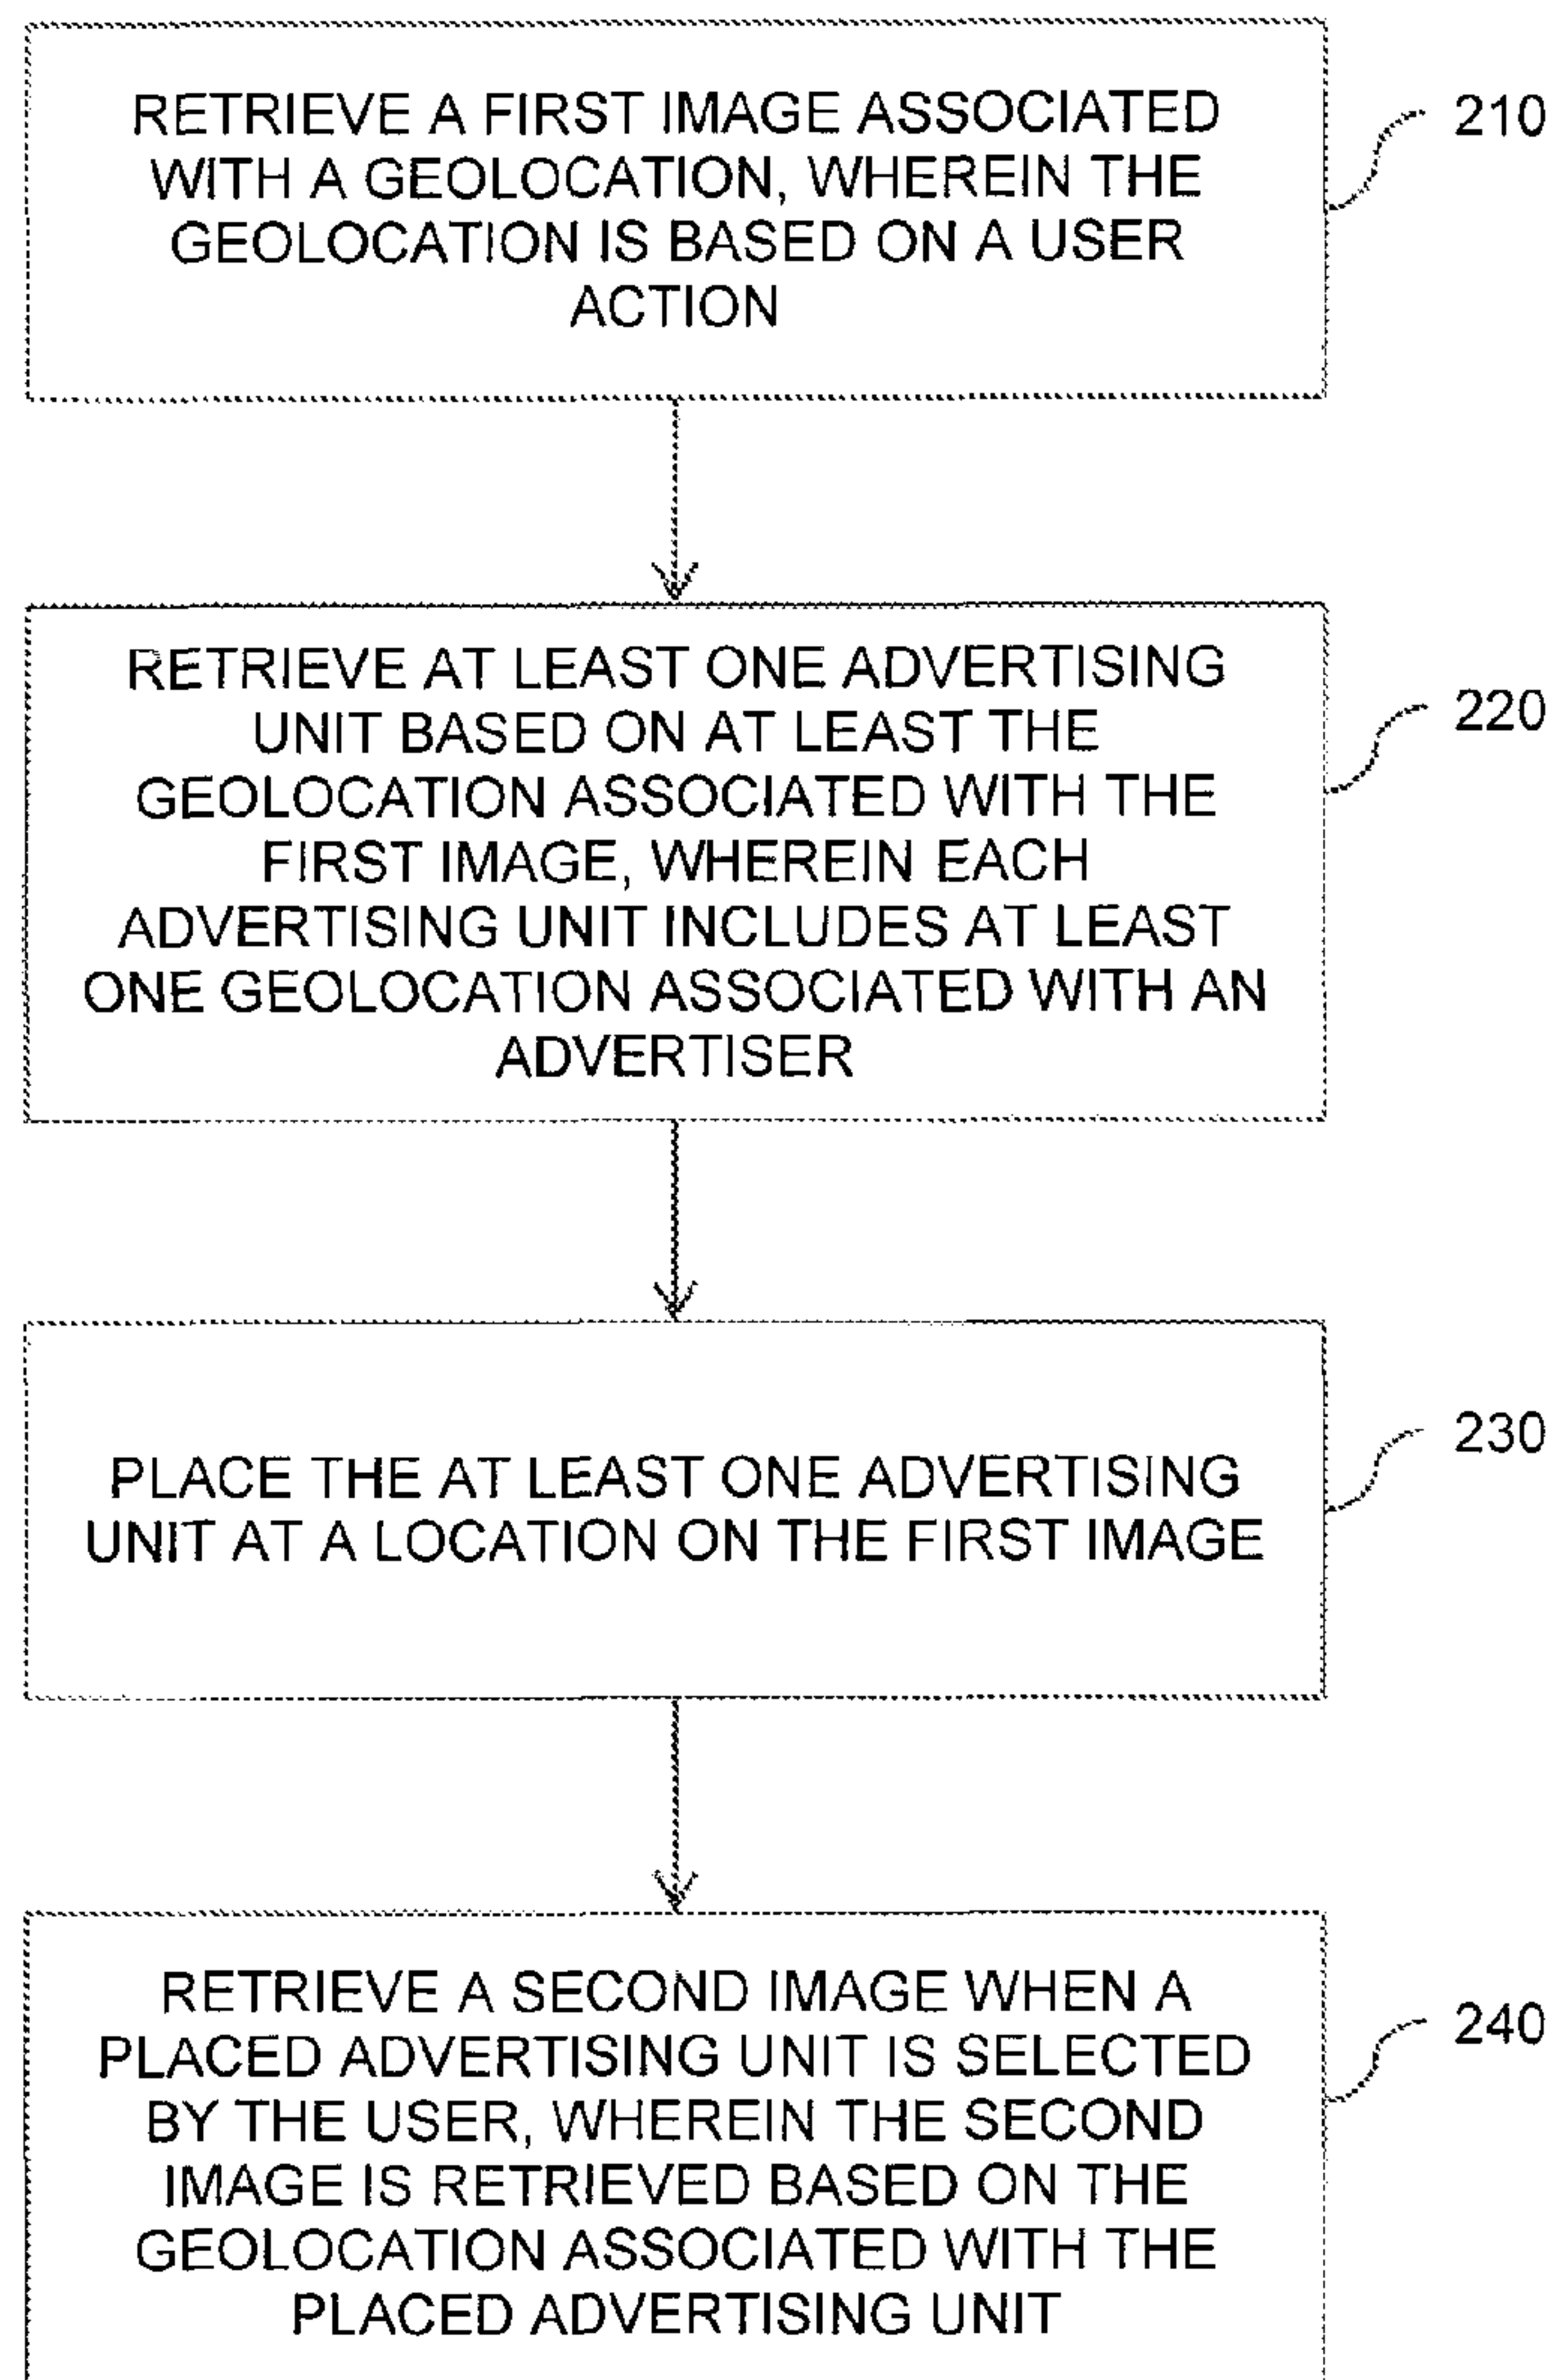 RETRIEVE A FIRST IMAGE ASSOCIATED
WITH A GEOLOCATION, WHEREIN THE
GEOLOCATION IS BASED ON A USER
ACTION
210
RETRIEVE AT LEAST ONE ADVERTISING
UNIT BASED ON AT LEAST THE
GEOLOCATION ASSOCIATED WITH THE
FIRST IMAGE, WHEREIN EACH
ADVERTISING UNIT INCLUDES AT LEAST
ONE GEOLOCATION ASSOCIATED WITH AN
ADVERTISER
220
PLACE THE AT LEAST ONE ADVERTISING
UNIT AT A LOCATION ON THE FIRST IMAGE
230
RETRIEVE A SECOND IMAGE WHEN A
PLACED ADVERTISING UNIT IS SELECTED
BY THE USER, WHEREIN THE SECOND
IMAGE IS RETRIEVED BASED ON THE
GEOLOCATION ASSOCIATED WITH THE
PLACED ADVERTISING UNIT
240